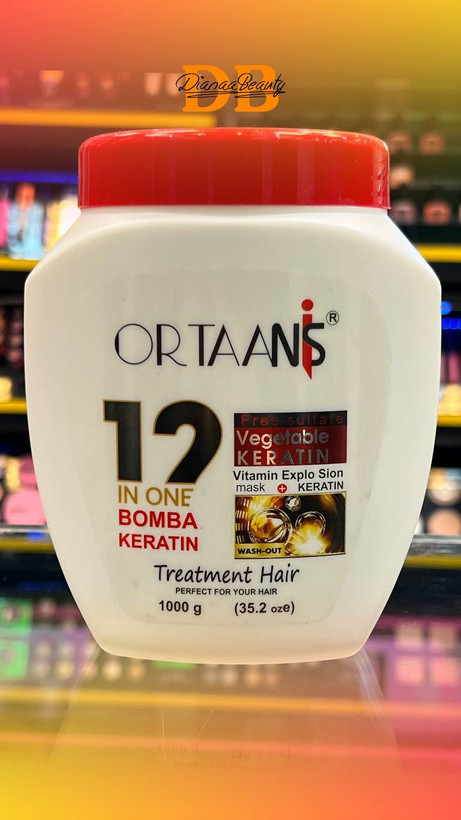 DB
DianaaBeauty
ORTAANiS®
12
IN ONE
BOMBA
KERATIN
Free sulfate
Vegetable
KERATIN
Vitamin Explo Sion
mask + KERATIN
WASH-OUT
Treatment Hair
PERFECT FOR YOUR HAIR
1000 g (35.2 oze)